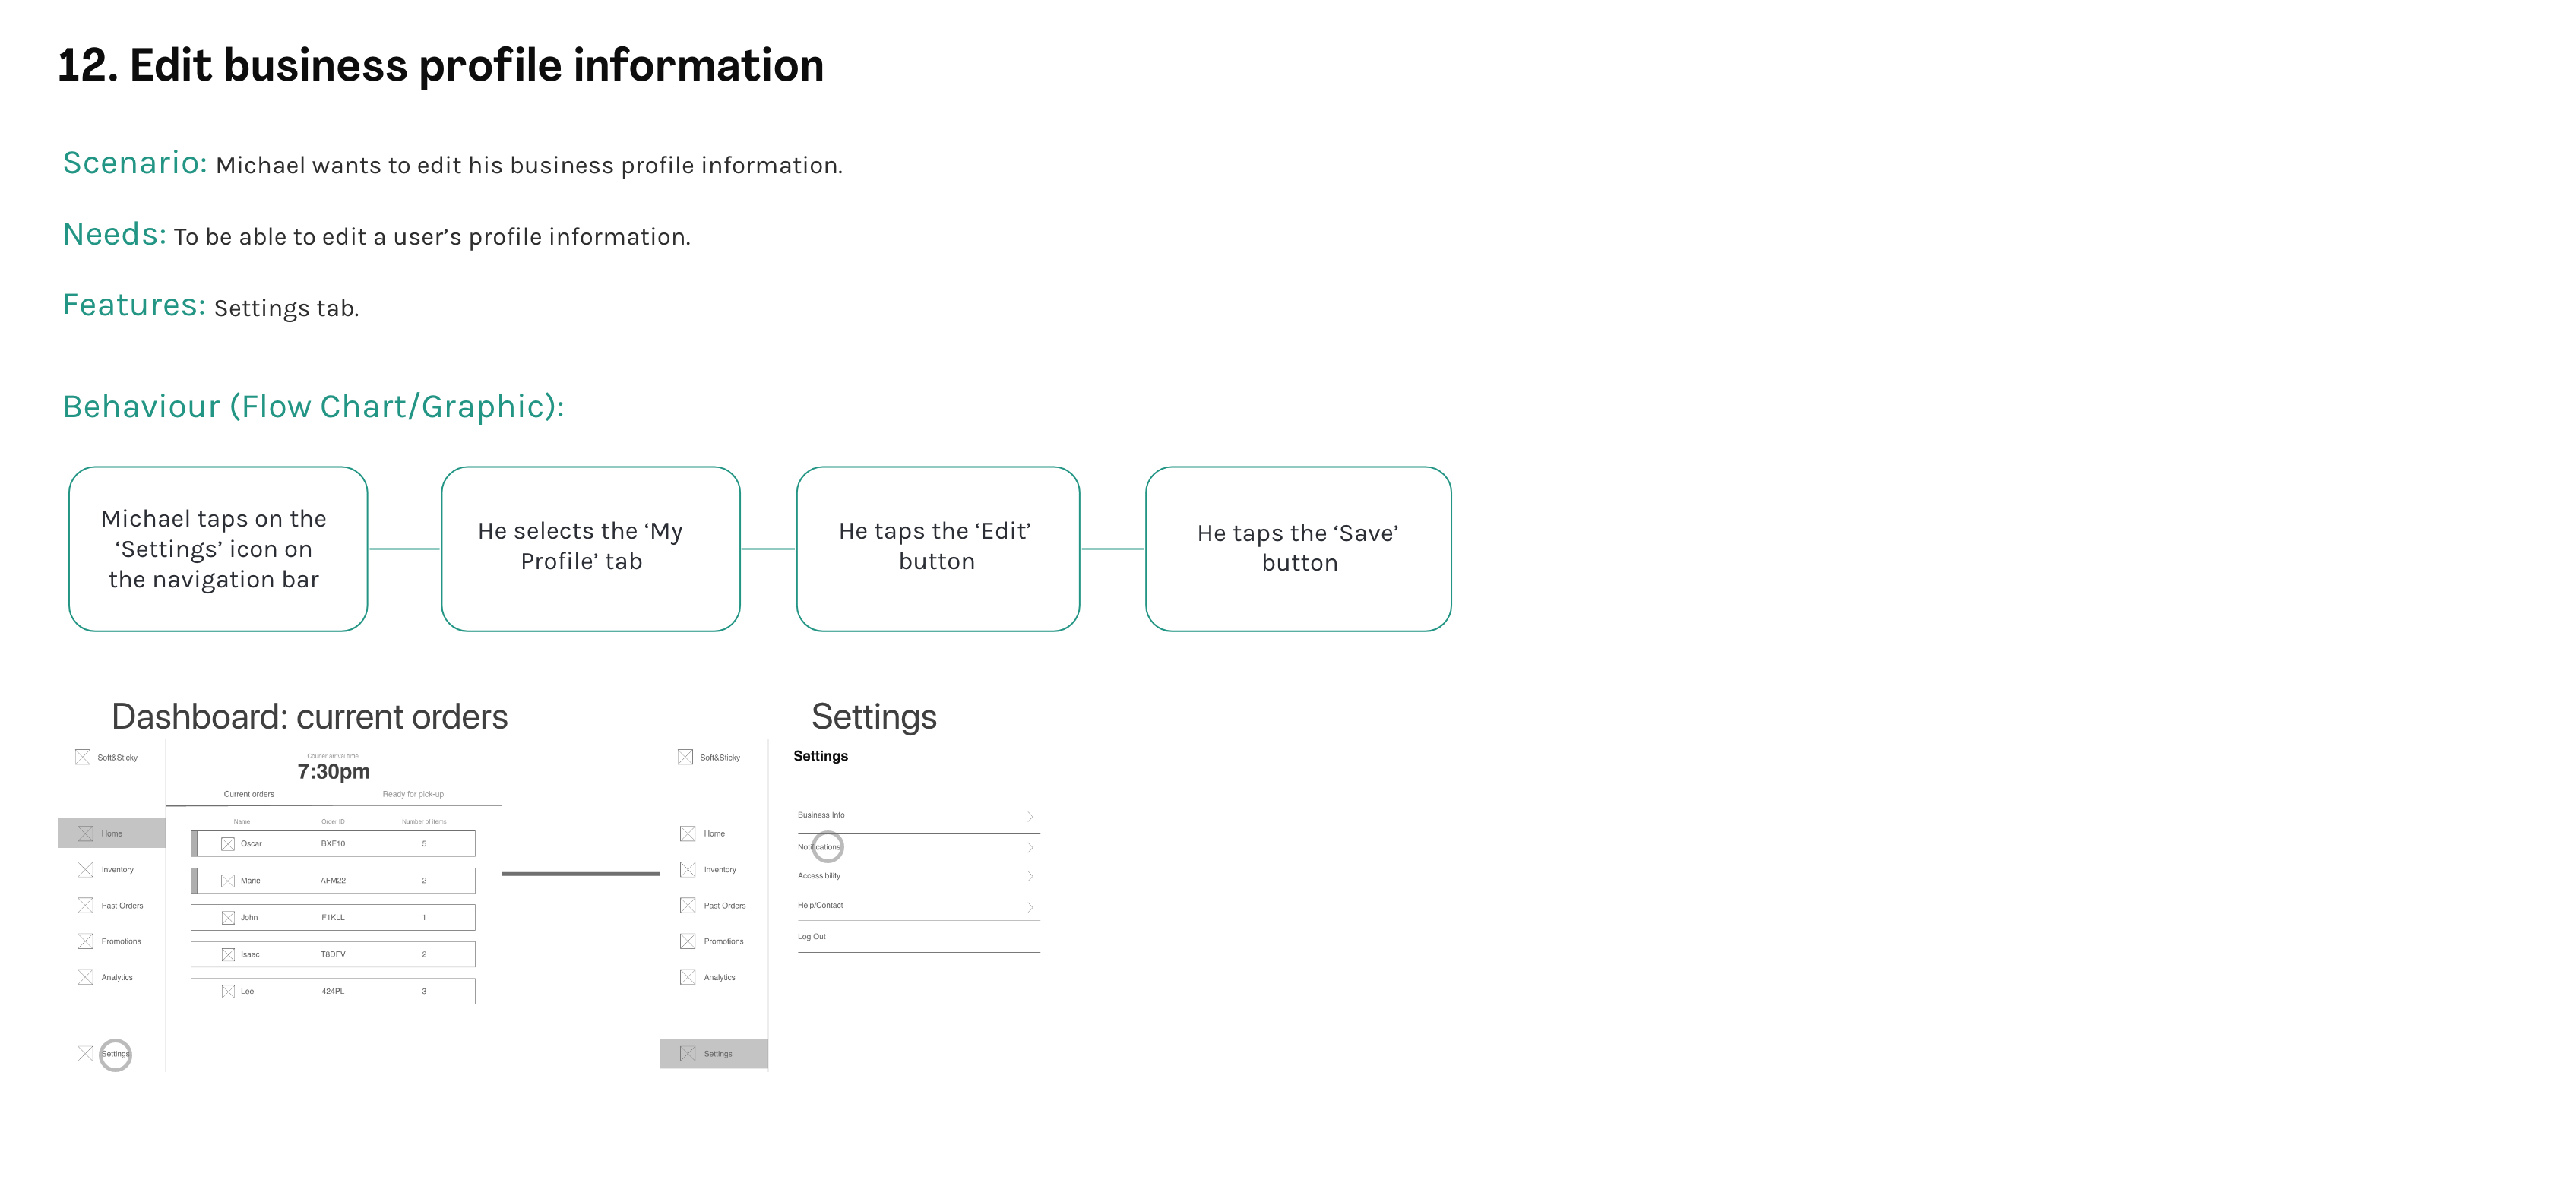 12. Edit business profile information
Scenario: Michael wants to edit his business profile information.
Needs: To be able to edit a user’s profile information.
Features: Settings tab.
Behaviour (Flow Chart/Graphic):
Michael taps on the
‘Settings’ icon on
the navigation bar
He selects the ‘My
Profile’ tab
He taps the ‘Edit’
button
He taps the ‘Save’
button
Dashboard: current orders
Soft&Sticky
Courier arrival time
7:30pm
Current orders Ready for pick-up
Name Order ID Number of items
Home
Oscar BXF10 5
Inventory
Marie AFM22 2
Past Orders
John F1KLL 1
Promotions
Isaac T8DFV 2
Analytics
Lee 424PL 3
Settings
Settings
Soft&Sticky
Settings
Home
Inventory
Past Orders
Promotions
Analytics
Settings
Business Info
Notifications
Accessibility
Help/Contact
Log Out